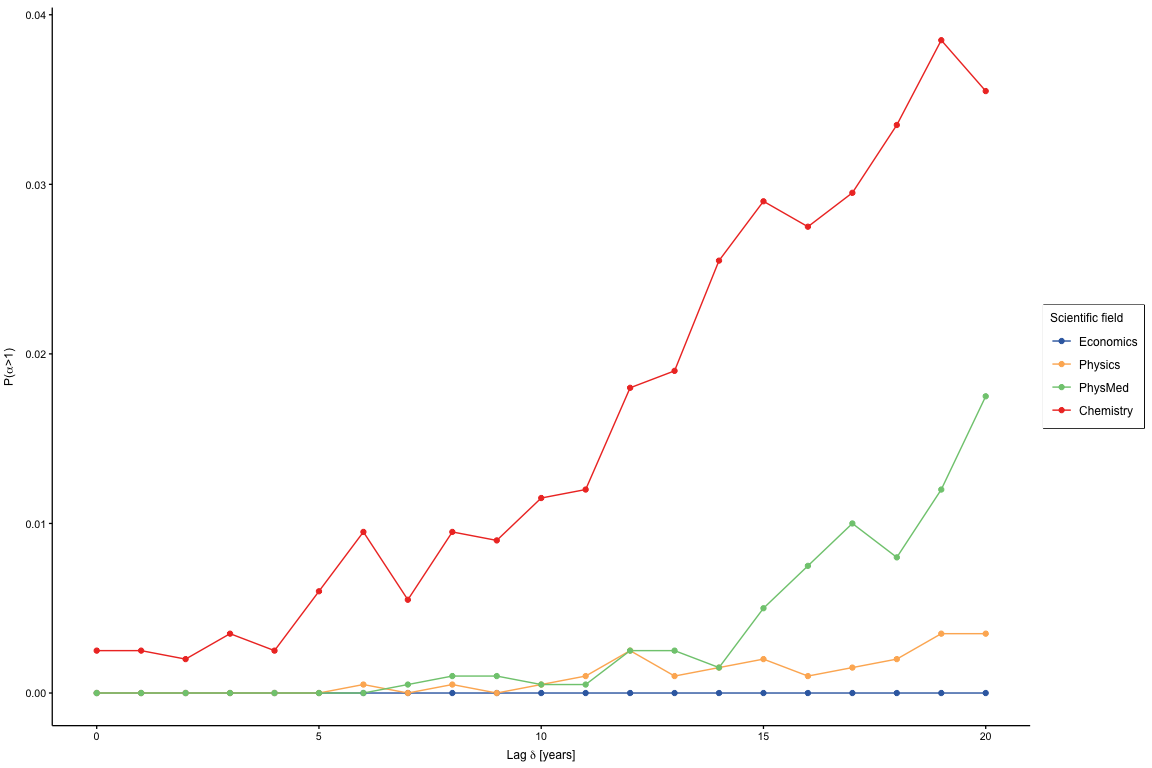 0.04
0.03
0.02
0.01
0.00
P(α>1)
0 5 10 15 20
Lag δ [years]
Scientific field
Economics
Physics
PhysMed
Chemistry